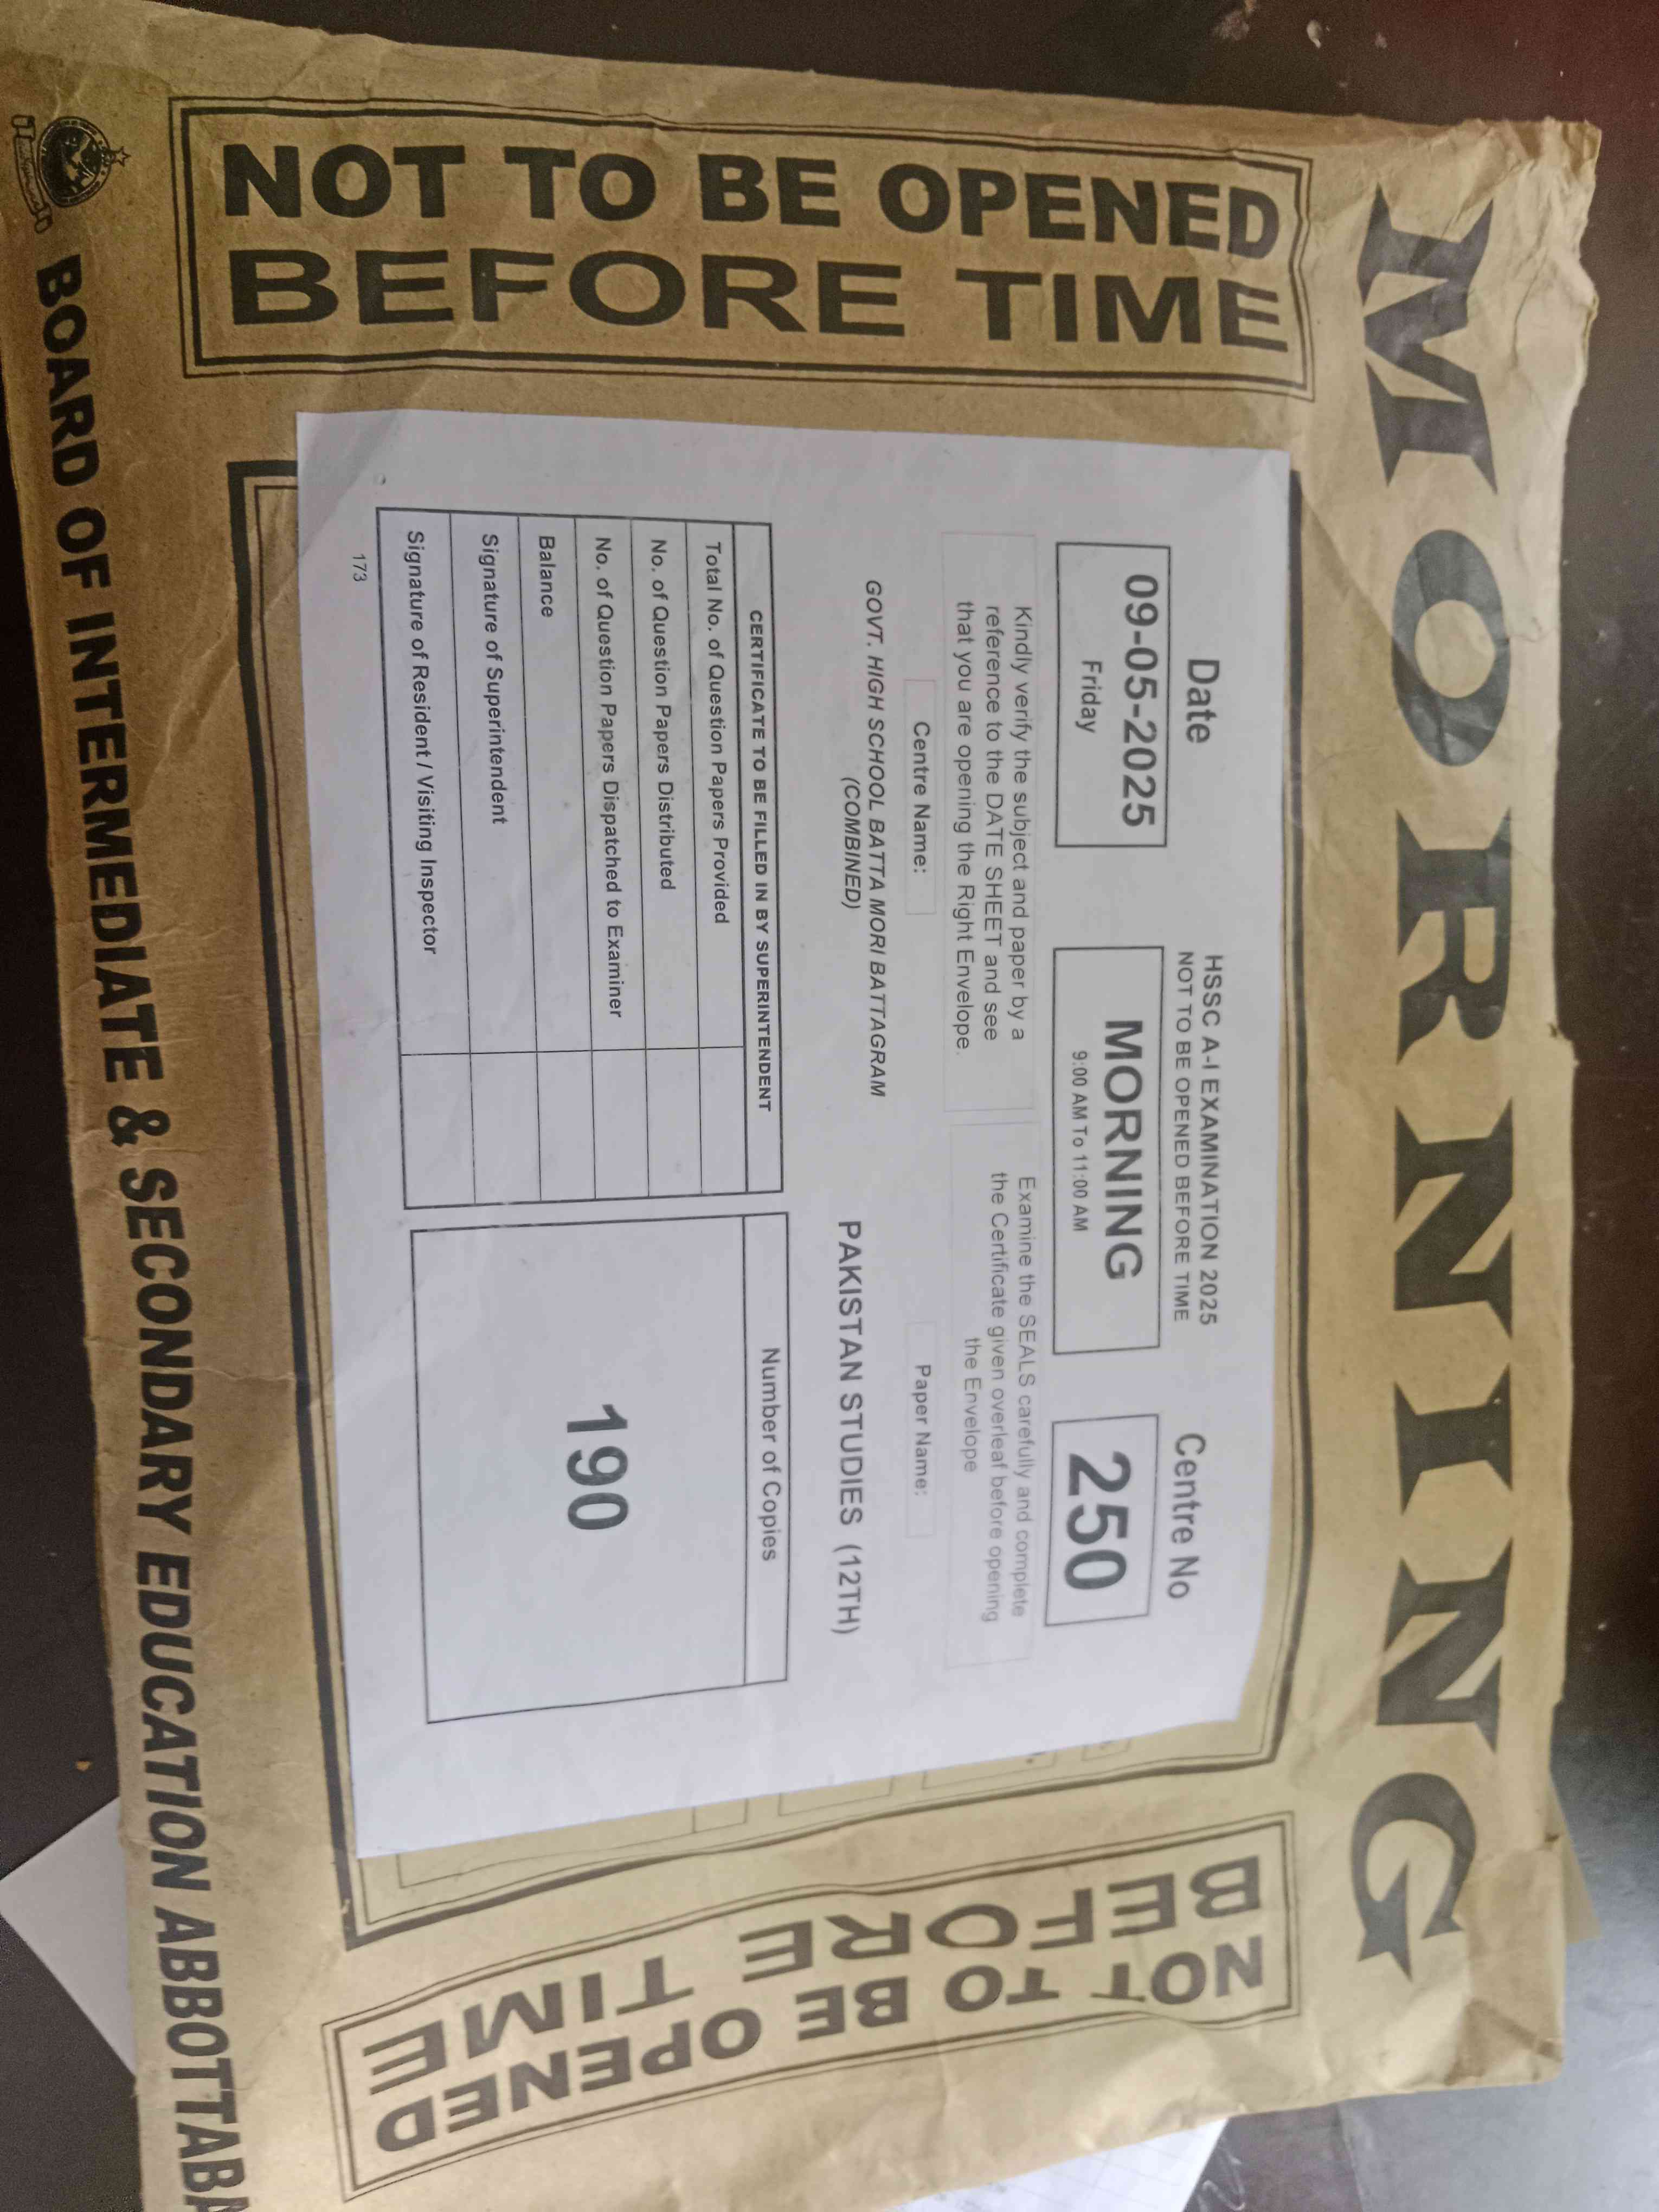 MORNING
NOT TO BE OPENED
BEFORE TIME
HSSC A-I EXAMINATION 2025
NOT TO BE OPENED BEFORE TIME
Date
Centre No
09-05-2025
Friday
MORNING
9:00 AM To 11:00 AM
250
Kindly verify the subject and paper by a
reference to the DATE SHEET and see
that you are opening the Right Envelope.
Examine the SEALS carefully and complete
the Certificate given overleaf before opening
the Envelope
Centre Name:
Paper Name:
GOVT. HIGH SCHOOL BATTA MORI BATTAGRAM
(COMBINED)
PAKISTAN STUDIES (12TH)
CERTIFICATE TO BE FILLED IN BY SUPERINTENDENT
Total No. of Question Papers Provided
No. of Question Papers Distributed
No. of Question Papers Dispatched to Examiner
Balance
Signature of Superintendent
Signature of Resident / Visiting Inspector
Number of Copies
190
173
NOT TO BE OPENED
BEFORE TIME
BOARD OF INTERMEDIATE & SECONDARY EDUCATION ABBOTTABA